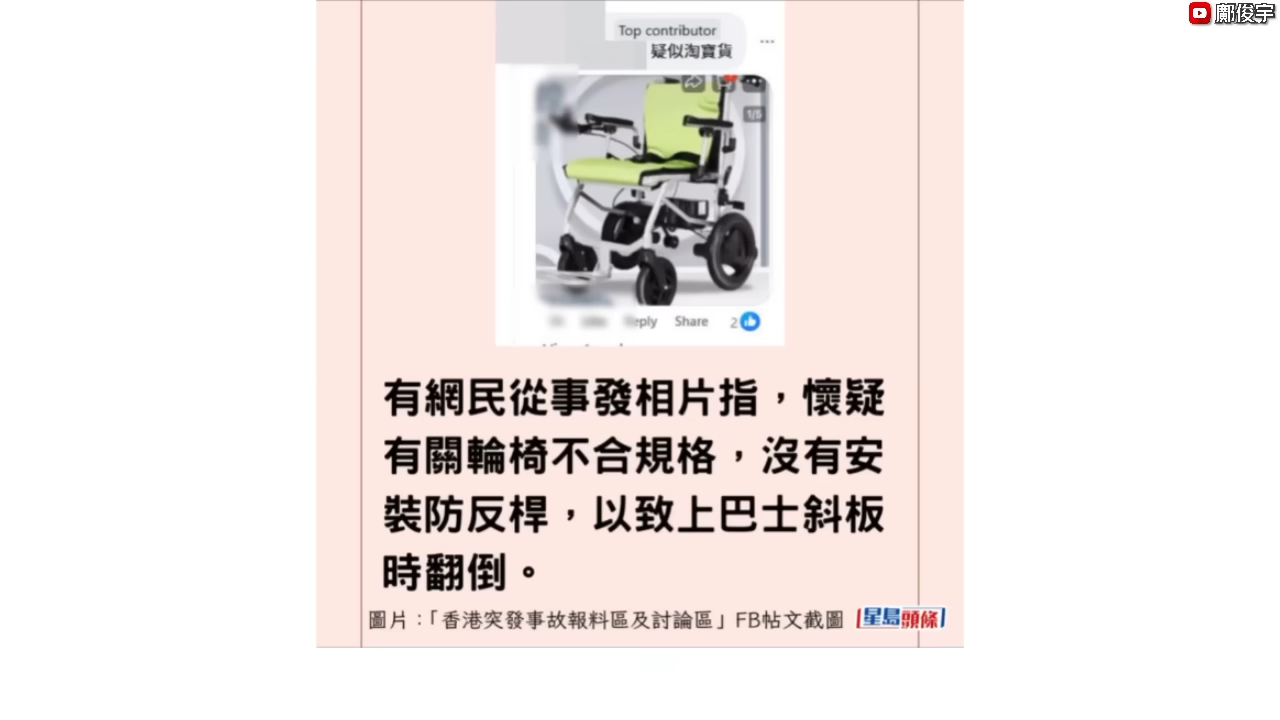 鄺俊宇
Top contributor
疑似淘寶貨
1/5
Reply Share 2
有網民從事發相片指，懷疑
有關輪椅不合規格，沒有安
裝防反桿，以致上巴士斜板
時翻倒。
圖片：「香港突發事故報料區及討論區」FB帖文截圖 星島頭條